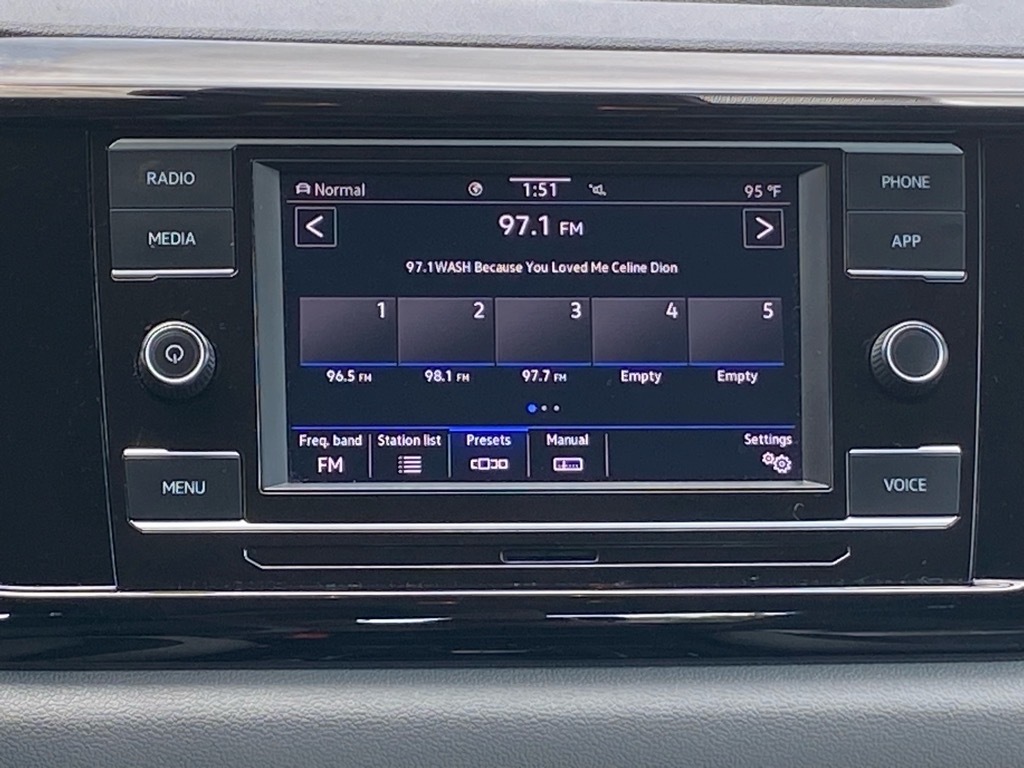 RADIO
MEDIA
MENU
Normal
1:51
95 °F
<
97.1 FM
>
97.1WASH Because You Loved Me Celine Dion
1 2 3 4 5
96.5 FM 98.1 FM 97.7 FM Empty Empty
Freq. band Station list Presets Manual Settings
FM
PHONE
APP
VOICE